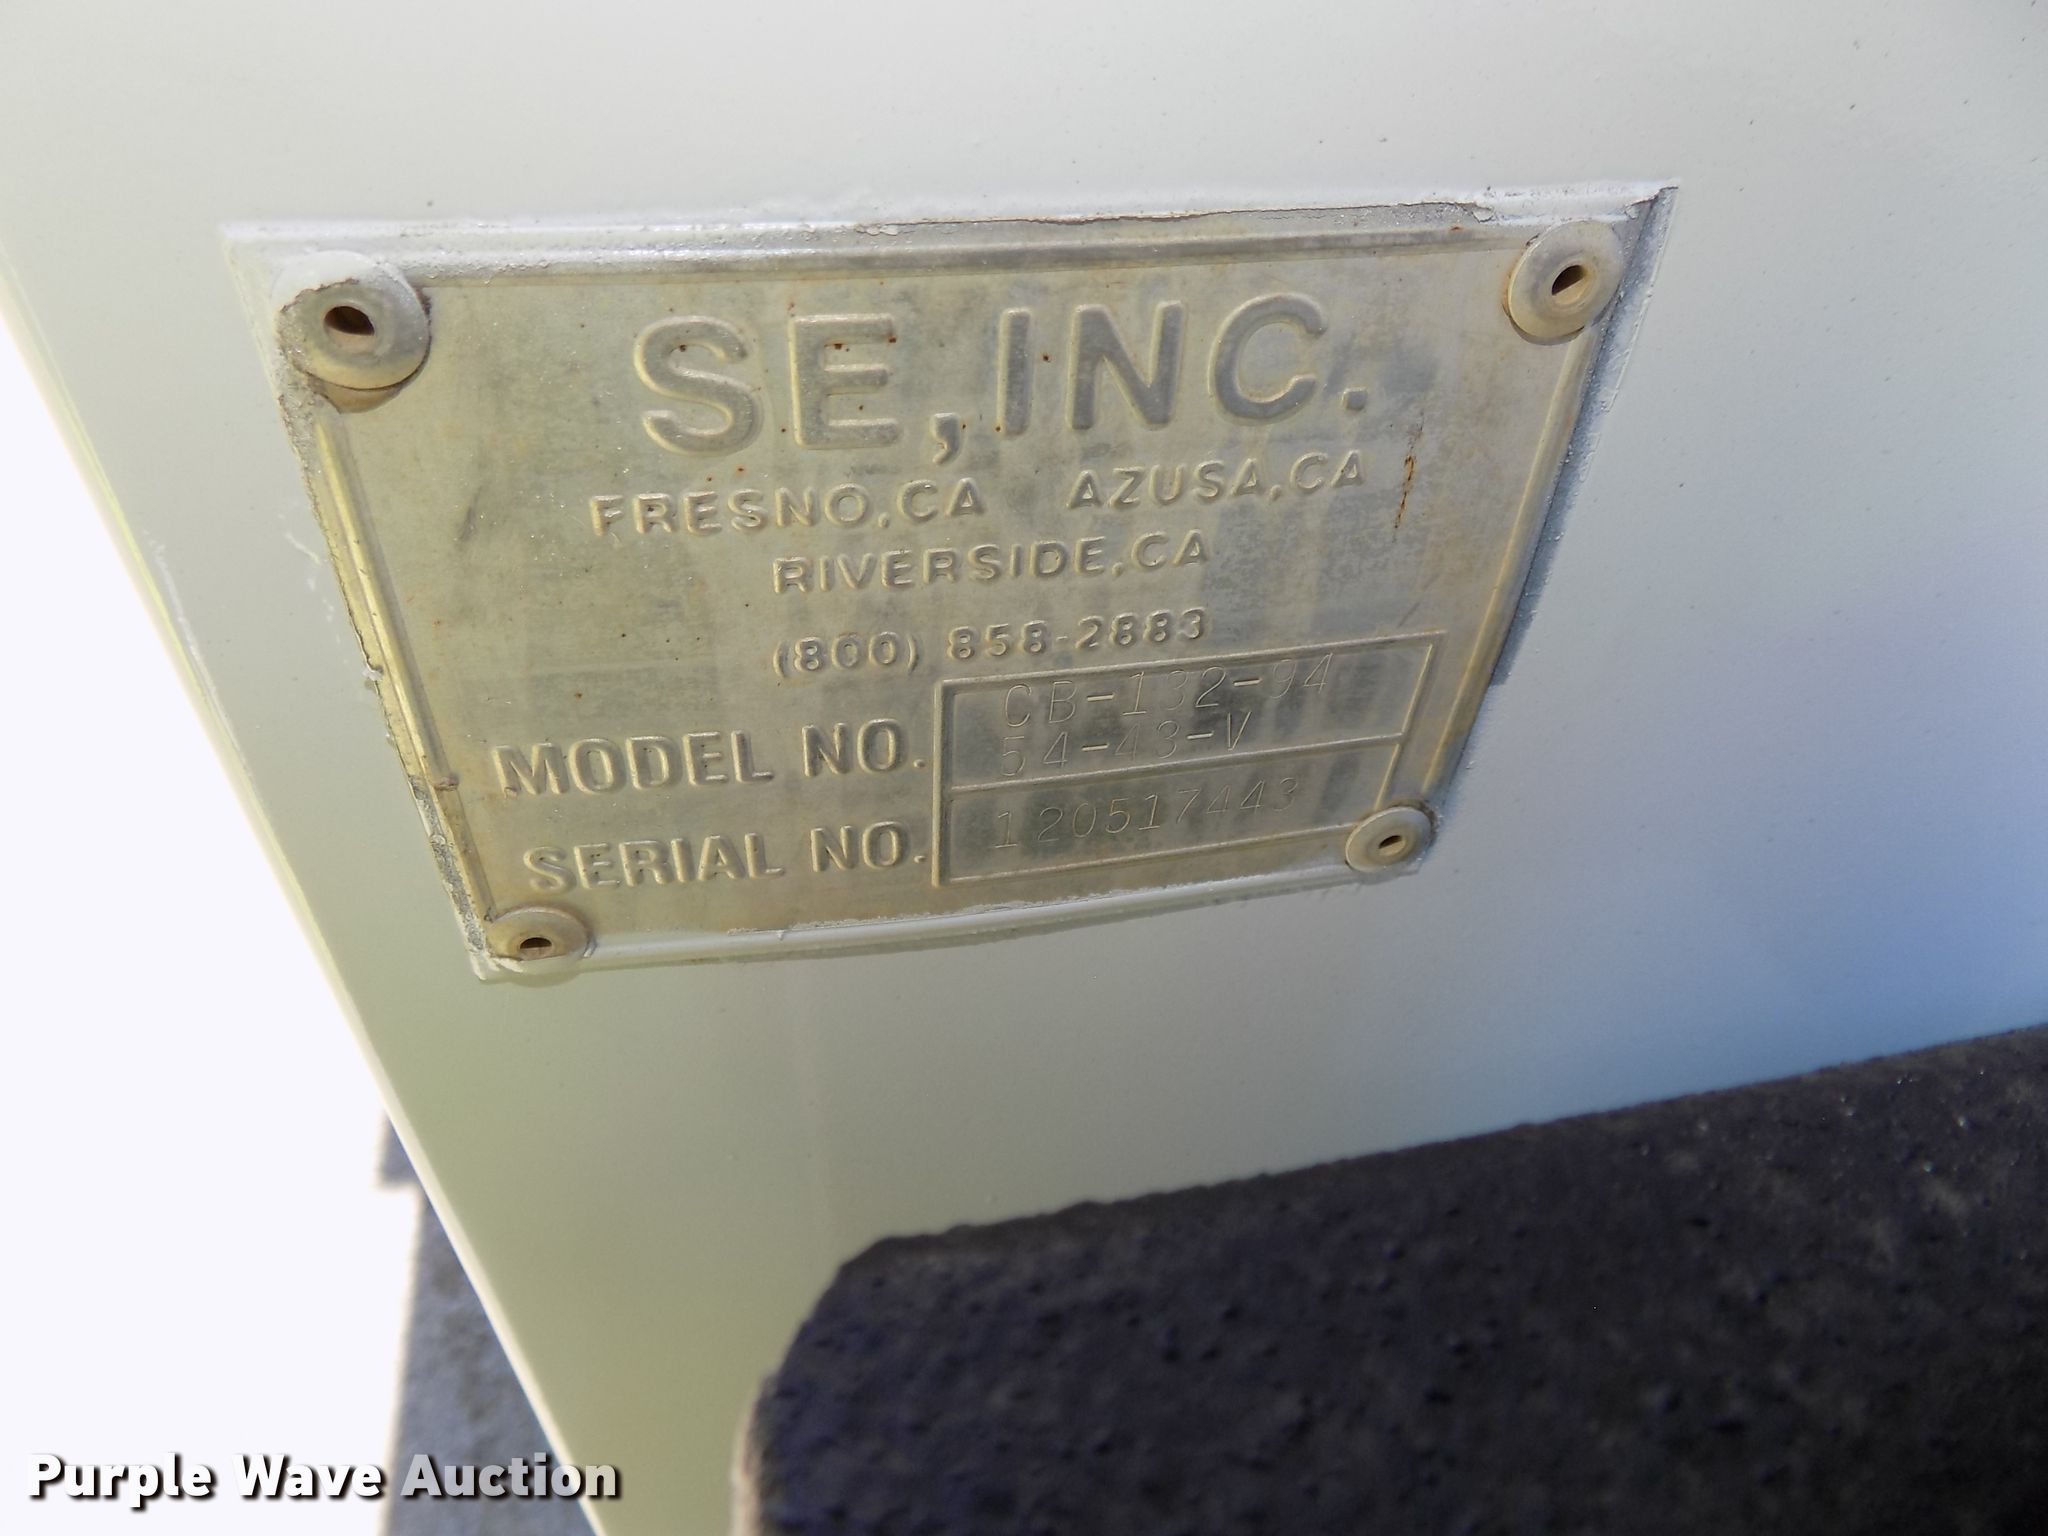 SE, INC.
FRESNO, CA AZUSA, CA
RIVERSIDE, CA
(800) 858-2883
MODEL NO. CB-132-94
54-43-V
SERIAL NO. 120517443
Purple Wave Auction